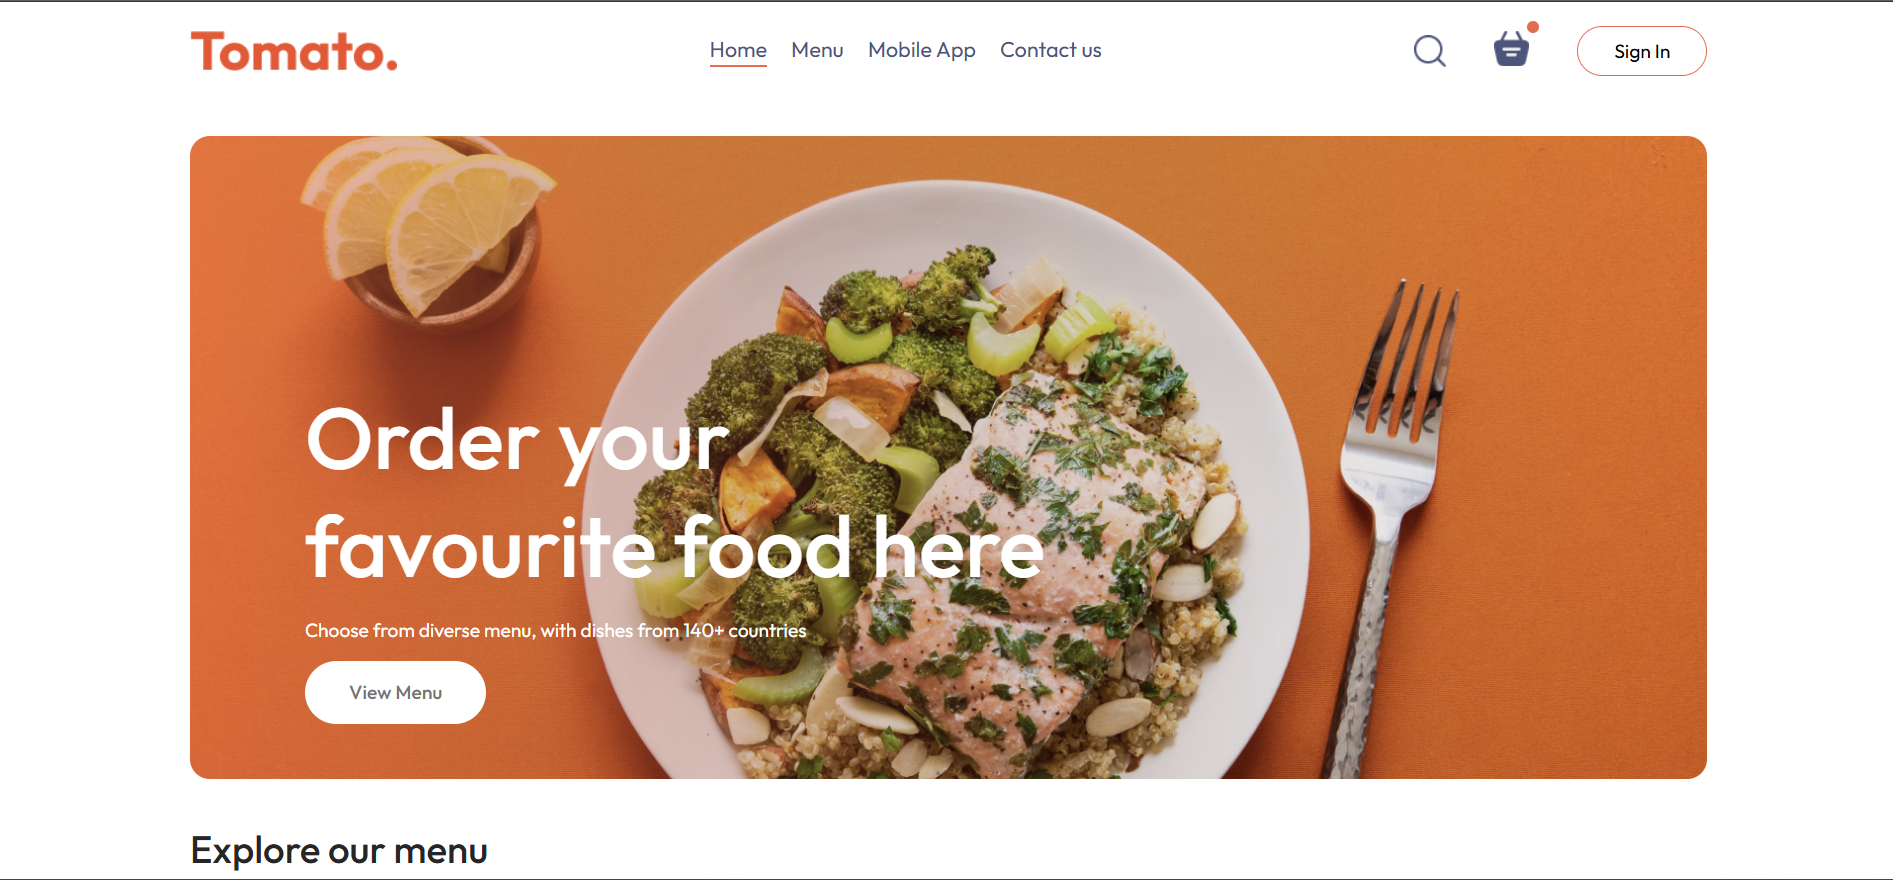 Tomato.
Home Menu Mobile App Contact us
Sign In
Order your
favourite food here
Choose from diverse menu, with dishes from 140+ countries
View Menu
Explore our menu